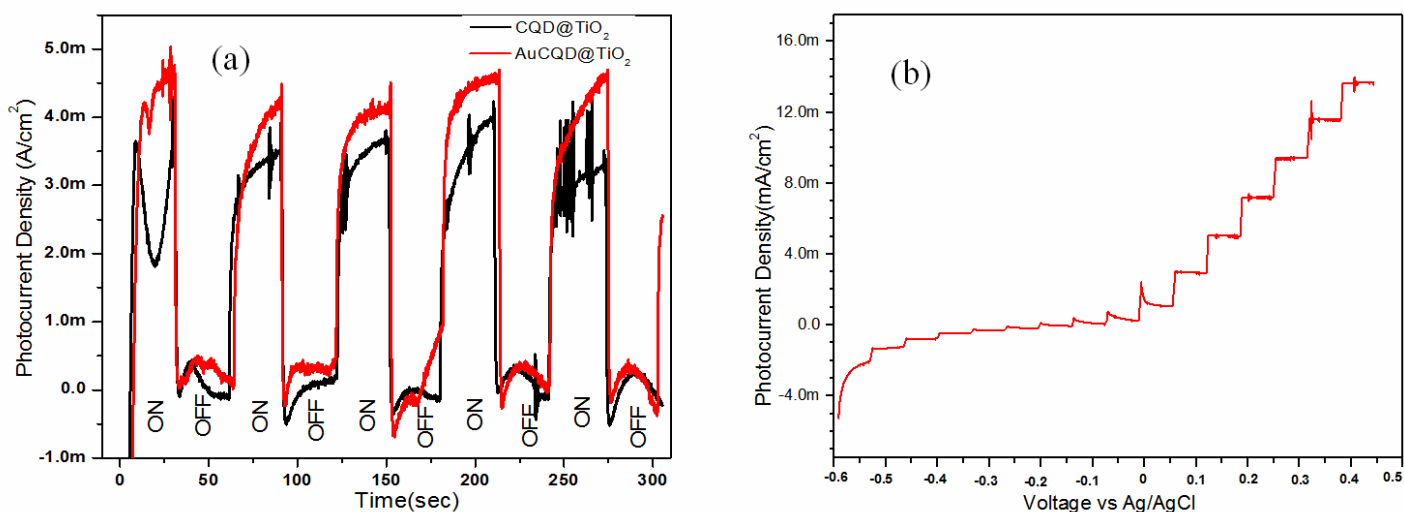 (a)
CQD@TiO2
AuCQD@TiO2
Photocurrent Density (A/cm2)
5.0m
4.0m
3.0m
2.0m
1.0m
0.0
-1.0m
ON OFF ON OFF ON OFF ON OFF ON OFF
0 50 100 150 200 250 300
Time(sec)
(b)
Photocurrent Density(mA/cm2)
16.0m
12.0m
8.0m
4.0m
0.0
-4.0m
-0.6 -0.5 -0.4 -0.3 -0.2 -0.1 0.0 0.1 0.2 0.3 0.4 0.5
Voltage vs Ag/AgCl